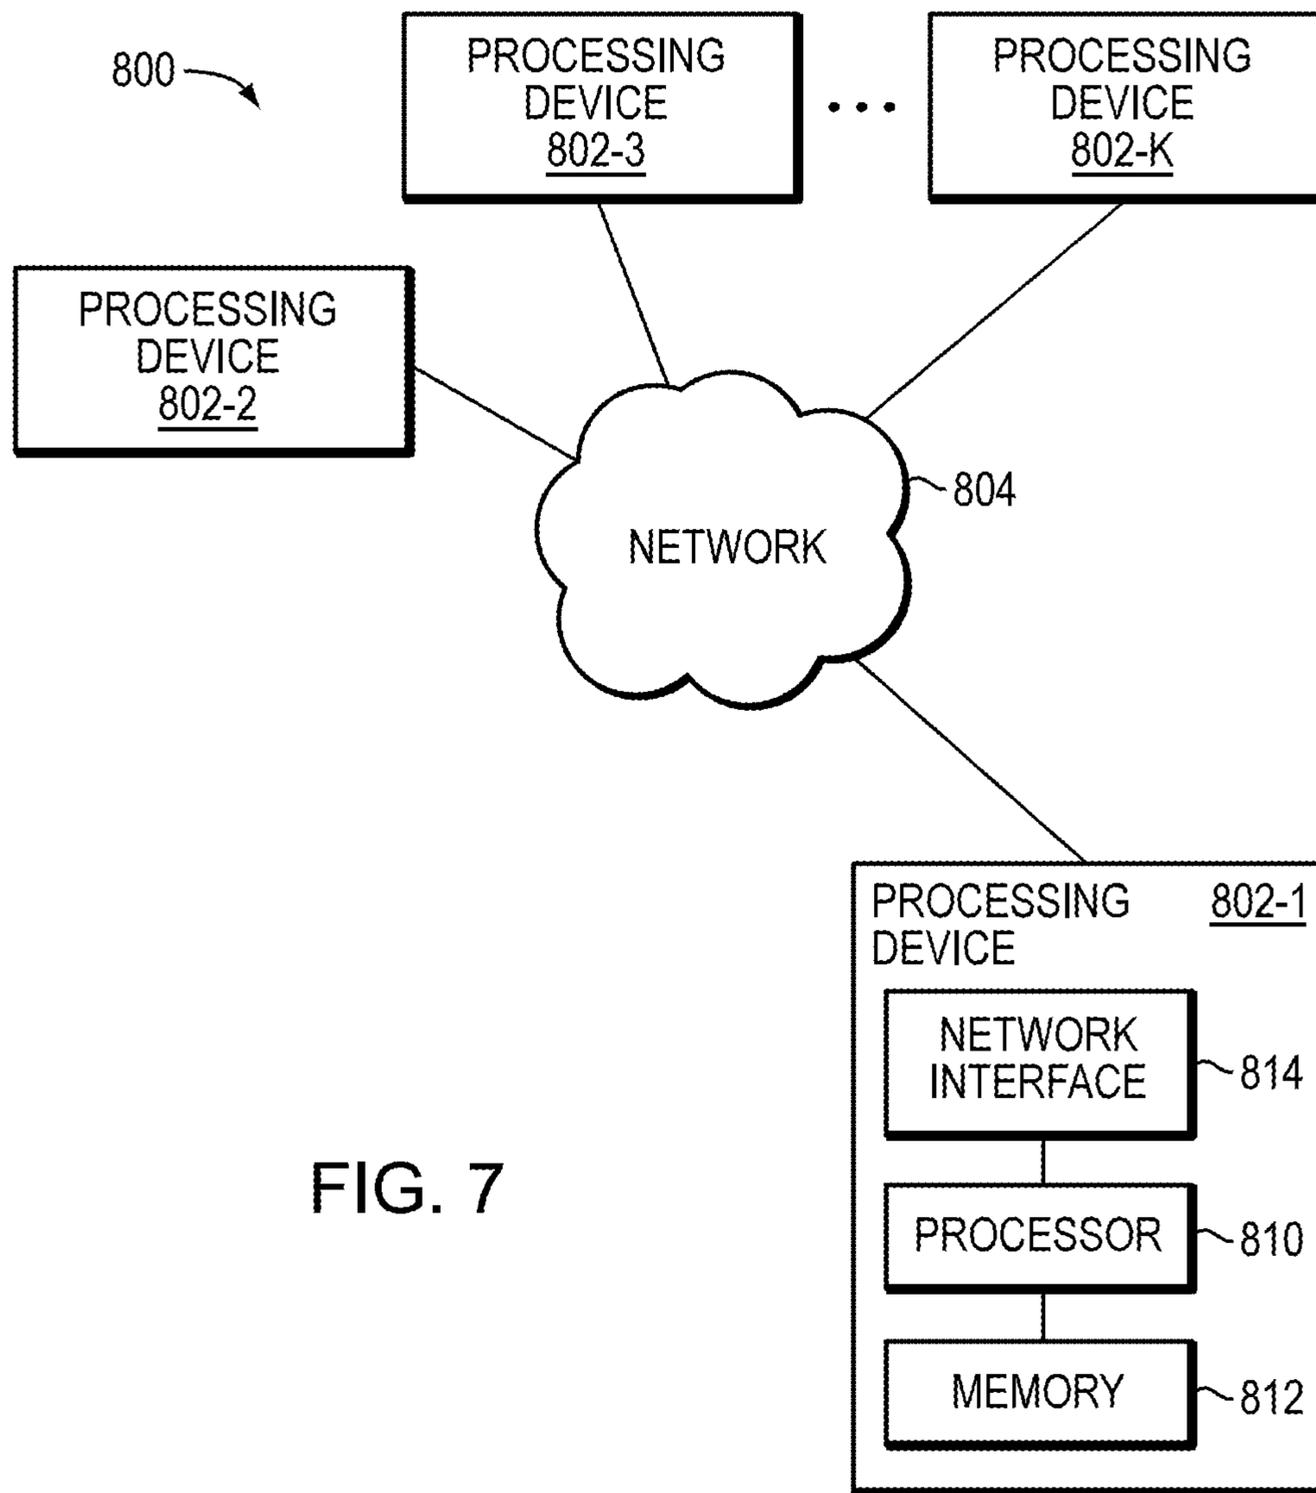 800
PROCESSING
DEVICE
802-3
PROCESSING
DEVICE
802-K
PROCESSING
DEVICE
802-2
804
NETWORK
PROCESSING
DEVICE
802-1
NETWORK
INTERFACE
814
PROCESSOR
810
MEMORY
812
FIG. 7